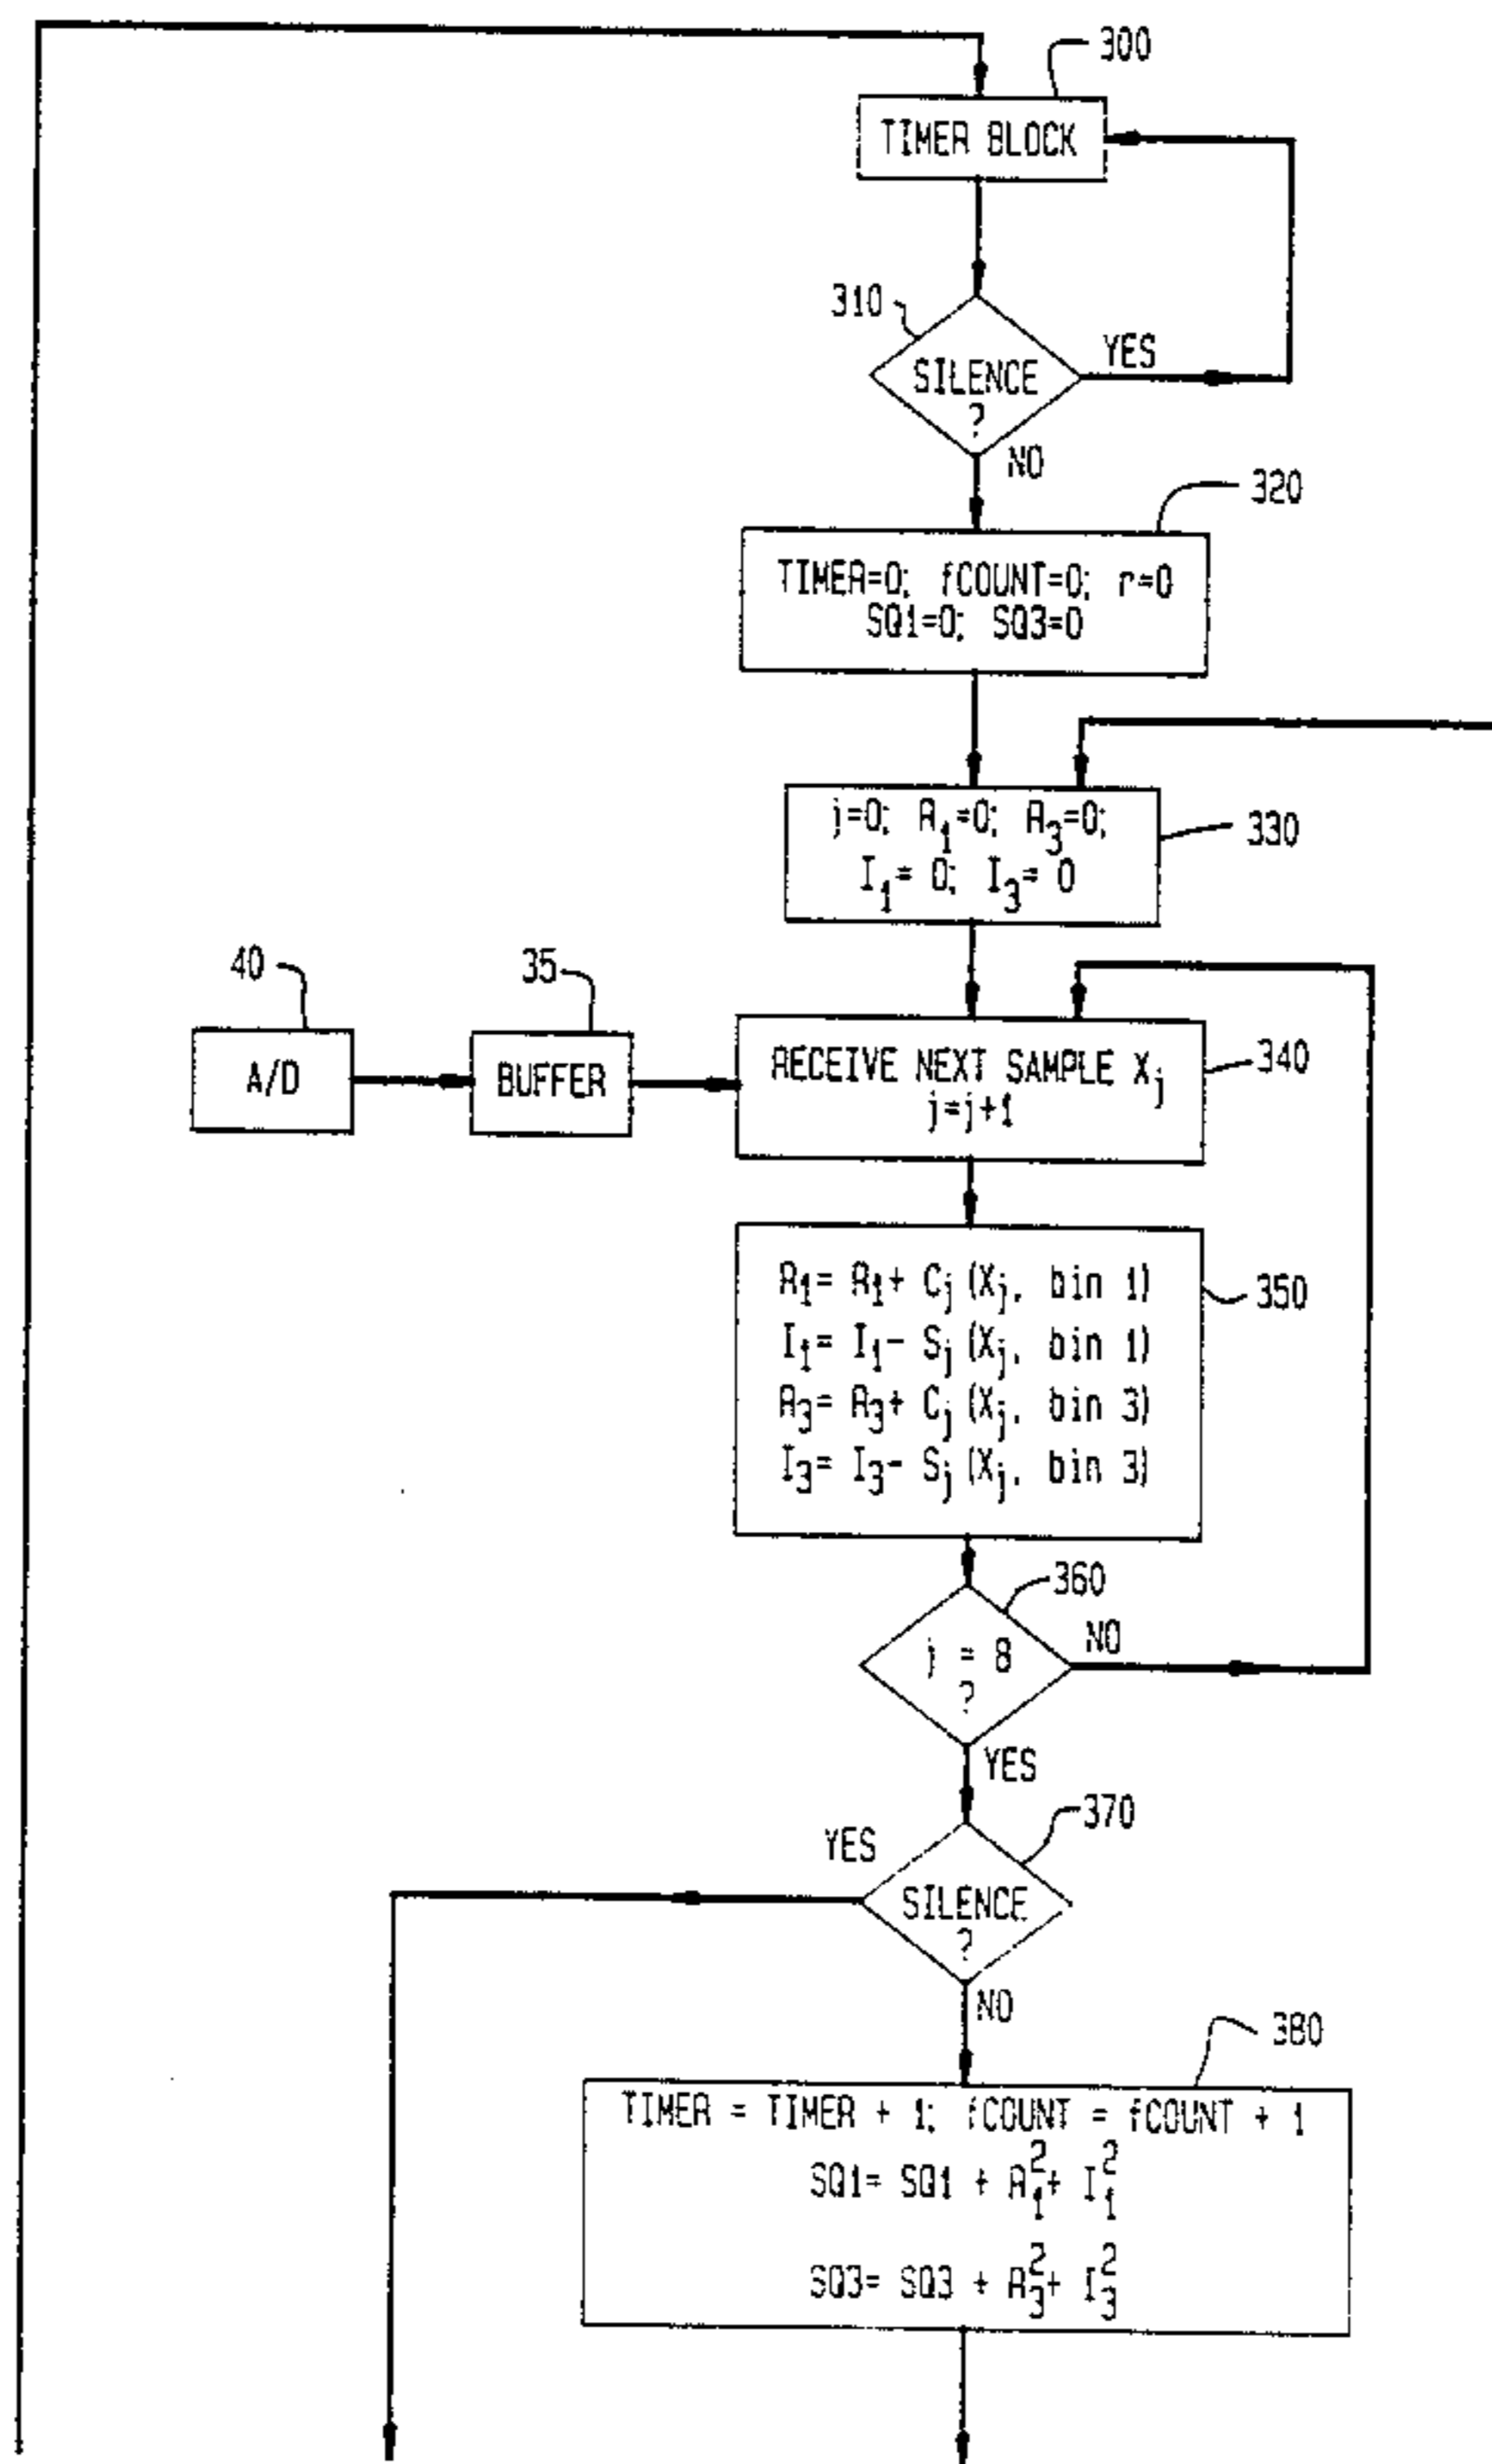 300
TIMER BLOCK
310
SILENCE
?
YES
NO
320
TIMER=0; fCOUNT=0; r=0
SQ1=0; SQ3=0
j=0; R₁=0; R₃=0;
I₁= 0; I₃= 0
330
40
35
A/D
BUFFER
RECEIVE NEXT SAMPLE Xⱼ
j=j+1
340
R₁= R₁+ Cⱼ (Xⱼ, bin 1)
I₁= I₁- Sⱼ (Xⱼ, bin 1)
R₃= R₃+ Cⱼ (Xⱼ, bin 3)
I₃= I₃- Sⱼ (Xⱼ, bin 3)
350
360
j = 8
?
NO
YES
370
YES
SILENCE
?
NO
380
TIMER = TIMER + 1; fCOUNT = fCOUNT + 1
SQ1= SQ1 + R₁²+ I₁²
SQ3= SQ3 + R₃²+ I₃²